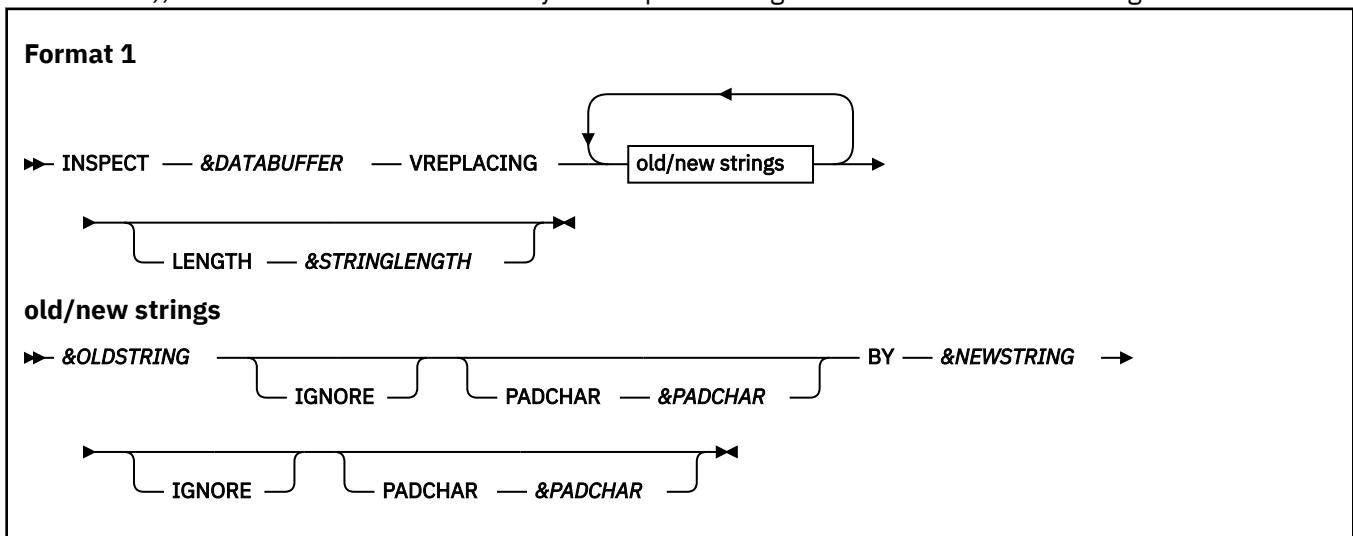 Format 1
INSPECT &DATABUFFER VREPLACING old/new strings
LENGTH &STRINGLENGTH
old/new strings
&OLDSTRING IGNORE PADCHAR &PADCHAR BY &NEWSTRING
IGNORE PADCHAR &PADCHAR